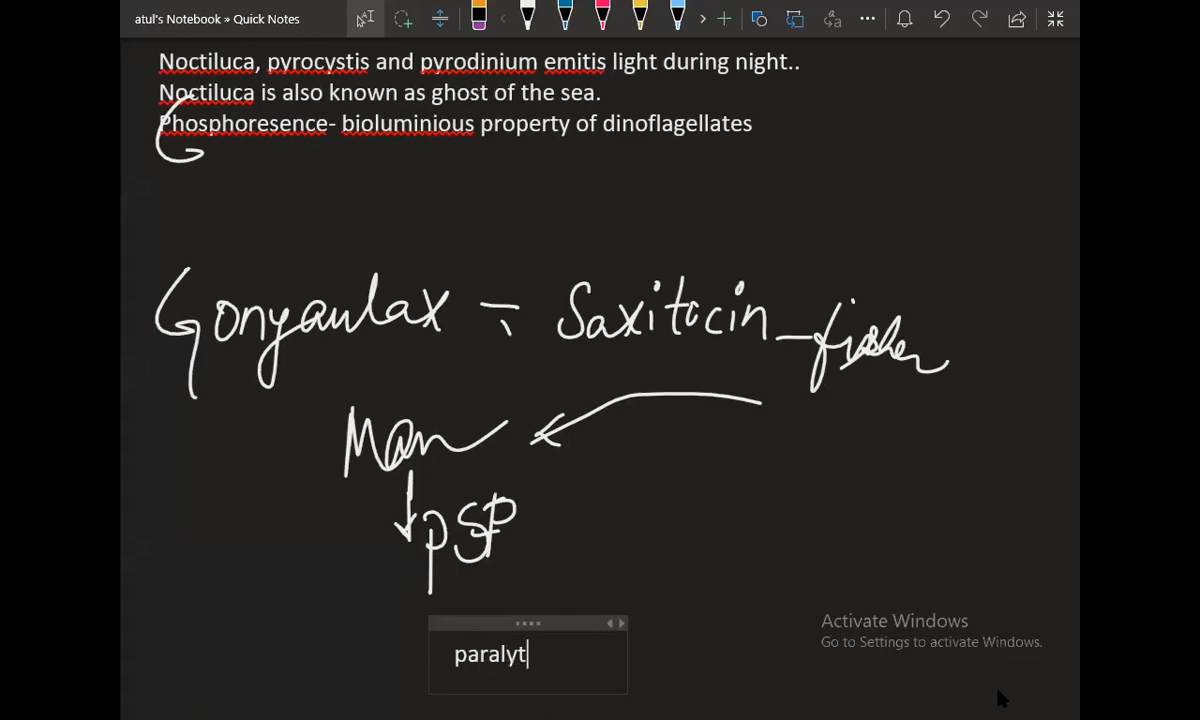 atul's Notebook » Quick Notes
Noctiluca, pyrocystis and pyrodinium emitis light during night..
Noctiluca is also known as ghost of the sea.
Phosphoresence- bioluminious property of dinoflagellates
Gonyaulax - Saxitocin -
Man
PSP
paralyt
Activate Windows
Go to Settings to activate Windows.